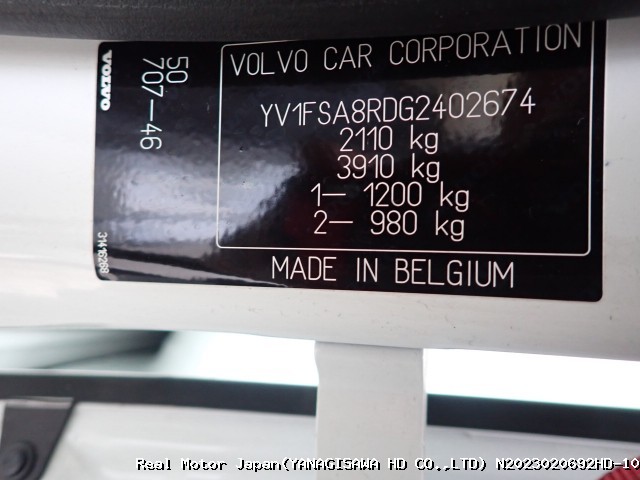 VOLVO
50
707-46
31416268
VOLVO CAR CORPORATION
YV1FSA8RDG2402674
2110 kg
3910 kg
1- 1200 kg
2- 980 kg
MADE IN BELGIUM
Real Motor Japan(YANAGISAWA HD CO.,LTD) N2023020692HD-10